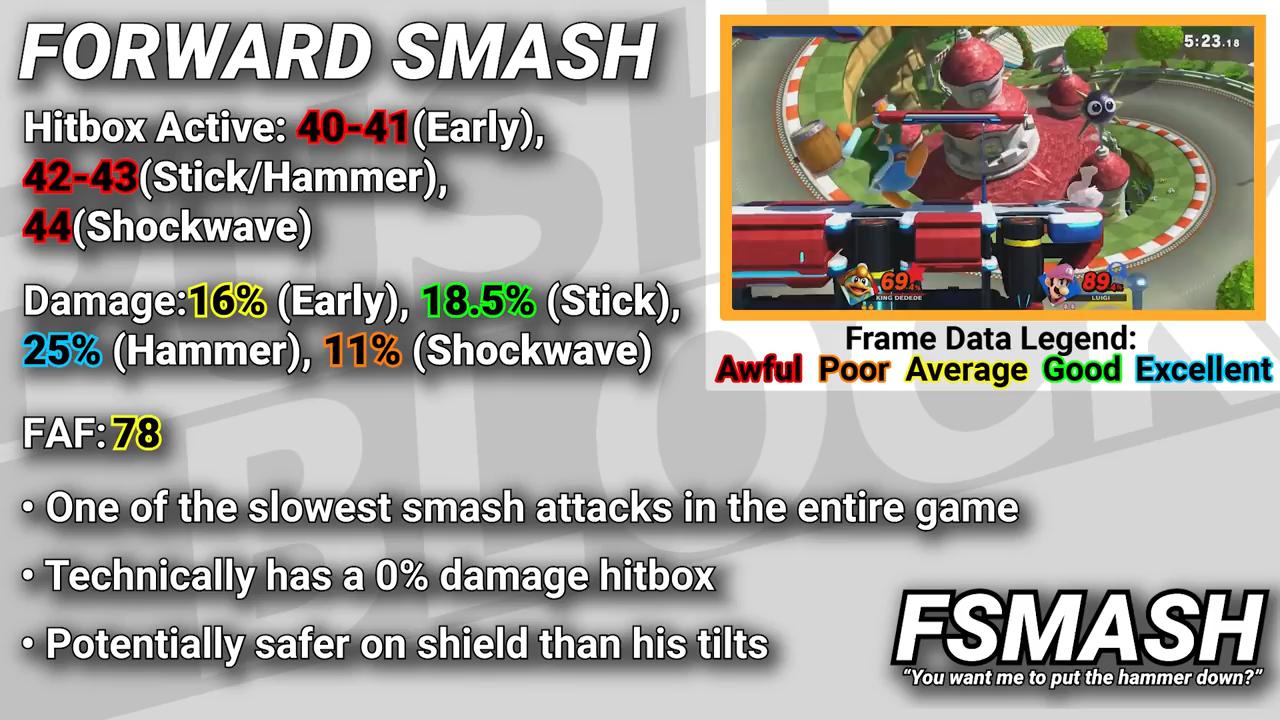 FORWARD SMASH
Hitbox Active: 40-41(Early),
42-43(Stick/Hammer),
44(Shockwave)
Damage:16% (Early), 18.5% (Stick),
25% (Hammer), 11% (Shockwave)
FAF: 78
• One of the slowest smash attacks in the entire game
• Technically has a 0% damage hitbox
• Potentially safer on shield than his tilts
5:23.18
69.4%
KING DEDEDE
89.4%
LUIGI
Frame Data Legend:
Awful Poor Average Good Excellent
FSMASH
“You want me to put the hammer down?”